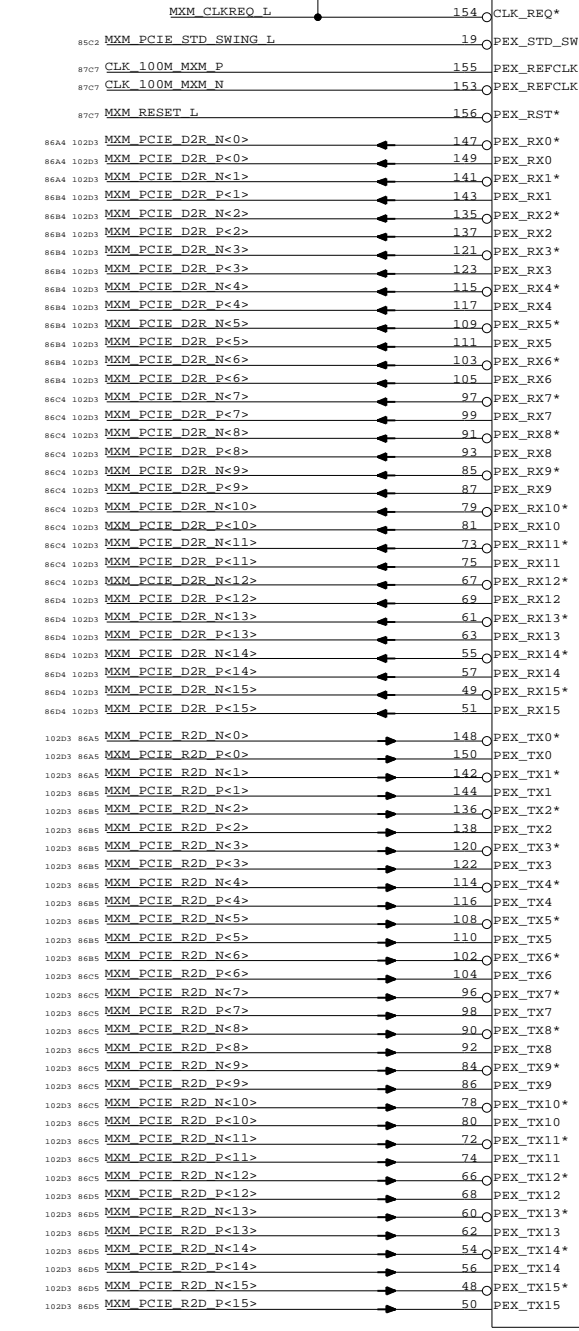 MXM_CLKREQ_L 154 CLK_REQ*
85C2 MXM_PCIE_STD_SWING_L 19 PEX_STD_SW
87C7 CLK_100M_MXM_P 155 PEX_REFCLK
87C7 CLK_100M_MXM_N 153 PEX_REFCLK
87C7 MXM_RESET_L 156 PEX_RST*
86A4 102D3 MXM_PCIE_D2R_N<0> 147 PEX_RX0*
86A4 102D3 MXM_PCIE_D2R_P<0> 149 PEX_RX0
86A4 102D3 MXM_PCIE_D2R_N<1> 141 PEX_RX1*
86B4 102D3 MXM_PCIE_D2R_P<1> 143 PEX_RX1
86B4 102D3 MXM_PCIE_D2R_N<2> 135 PEX_RX2*
86B4 102D3 MXM_PCIE_D2R_P<2> 137 PEX_RX2
86B4 102D3 MXM_PCIE_D2R_N<3> 121 PEX_RX3*
86B4 102D3 MXM_PCIE_D2R_P<3> 123 PEX_RX3
86B4 102D3 MXM_PCIE_D2R_N<4> 115 PEX_RX4*
86B4 102D3 MXM_PCIE_D2R_P<4> 117 PEX_RX4
86B4 102D3 MXM_PCIE_D2R_N<5> 109 PEX_RX5*
86B4 102D3 MXM_PCIE_D2R_P<5> 111 PEX_RX5
86B4 102D3 MXM_PCIE_D2R_N<6> 103 PEX_RX6*
86B4 102D3 MXM_PCIE_D2R_P<6> 105 PEX_RX6
86C4 102D3 MXM_PCIE_D2R_N<7> 97 PEX_RX7*
86C4 102D3 MXM_PCIE_D2R_P<7> 99 PEX_RX7
86C4 102D3 MXM_PCIE_D2R_N<8> 91 PEX_RX8*
86C4 102D3 MXM_PCIE_D2R_P<8> 93 PEX_RX8
86C4 102D3 MXM_PCIE_D2R_N<9> 85 PEX_RX9*
86C4 102D3 MXM_PCIE_D2R_P<9> 87 PEX_RX9
86C4 102D3 MXM_PCIE_D2R_N<10> 79 PEX_RX10*
86C4 102D3 MXM_PCIE_D2R_P<10> 81 PEX_RX10
86C4 102D3 MXM_PCIE_D2R_N<11> 73 PEX_RX11*
86C4 102D3 MXM_PCIE_D2R_P<11> 75 PEX_RX11
86C4 102D3 MXM_PCIE_D2R_N<12> 67 PEX_RX12*
86D4 102D3 MXM_PCIE_D2R_P<12> 69 PEX_RX12
86D4 102D3 MXM_PCIE_D2R_N<13> 61 PEX_RX13*
86D4 102D3 MXM_PCIE_D2R_P<13> 63 PEX_RX13
86D4 102D3 MXM_PCIE_D2R_N<14> 55 PEX_RX14*
86D4 102D3 MXM_PCIE_D2R_P<14> 57 PEX_RX14
86D4 102D3 MXM_PCIE_D2R_N<15> 49 PEX_RX15*
86D4 102D3 MXM_PCIE_D2R_P<15> 51 PEX_RX15
102D3 86A5 MXM_PCIE_R2D_N<0> 148 PEX_TX0*
102D3 86A5 MXM_PCIE_R2D_P<0> 150 PEX_TX0
102D3 86A5 MXM_PCIE_R2D_N<1> 142 PEX_TX1*
102D3 86B5 MXM_PCIE_R2D_P<1> 144 PEX_TX1
102D3 86B5 MXM_PCIE_R2D_N<2> 136 PEX_TX2*
102D3 86B5 MXM_PCIE_R2D_P<2> 138 PEX_TX2
102D3 86B5 MXM_PCIE_R2D_N<3> 120 PEX_TX3*
102D3 86B5 MXM_PCIE_R2D_P<3> 122 PEX_TX3
102D3 86B5 MXM_PCIE_R2D_N<4> 114 PEX_TX4*
102D3 86B5 MXM_PCIE_R2D_P<4> 116 PEX_TX4
102D3 86B5 MXM_PCIE_R2D_N<5> 108 PEX_TX5*
102D3 86B5 MXM_PCIE_R2D_P<5> 110 PEX_TX5
102D3 86B5 MXM_PCIE_R2D_N<6> 102 PEX_TX6*
102D3 86C5 MXM_PCIE_R2D_P<6> 104 PEX_TX6
102D3 86C5 MXM_PCIE_R2D_N<7> 96 PEX_TX7*
102D3 86C5 MXM_PCIE_R2D_P<7> 98 PEX_TX7
102D3 86C5 MXM_PCIE_R2D_N<8> 90 PEX_TX8*
102D3 86C5 MXM_PCIE_R2D_P<8> 92 PEX_TX8
102D3 86C5 MXM_PCIE_R2D_N<9> 84 PEX_TX9*
102D3 86C5 MXM_PCIE_R2D_P<9> 86 PEX_TX9
102D3 86C5 MXM_PCIE_R2D_N<10> 78 PEX_TX10*
102D3 86C5 MXM_PCIE_R2D_P<10> 80 PEX_TX10
102D3 86C5 MXM_PCIE_R2D_N<11> 72 PEX_TX11*
102D3 86C5 MXM_PCIE_R2D_P<11> 74 PEX_TX11
102D3 86C5 MXM_PCIE_R2D_N<12> 66 PEX_TX12*
102D3 86D5 MXM_PCIE_R2D_P<12> 68 PEX_TX12
102D3 86D5 MXM_PCIE_R2D_N<13> 60 PEX_TX13*
102D3 86D5 MXM_PCIE_R2D_P<13> 62 PEX_TX13
102D3 86D5 MXM_PCIE_R2D_N<14> 54 PEX_TX14*
102D3 86D5 MXM_PCIE_R2D_P<14> 56 PEX_TX14
102D3 86D5 MXM_PCIE_R2D_N<15> 48 PEX_TX15*
102D3 86D5 MXM_PCIE_R2D_P<15> 50 PEX_TX15